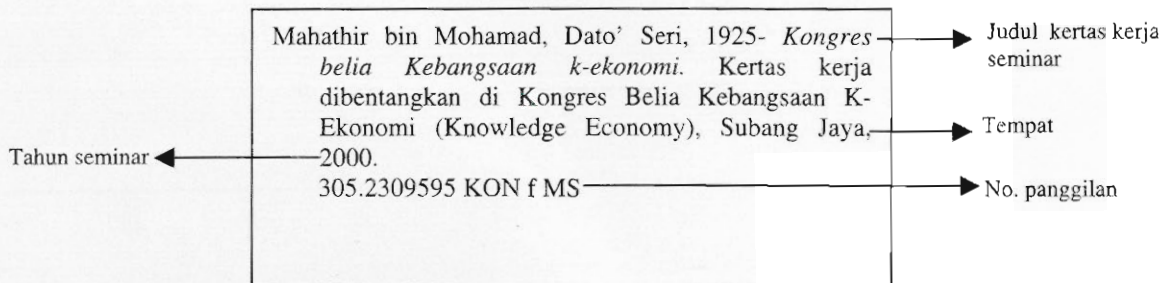 Mahathir bin Mohamad, Dato' Seri, 1925- Kongres
belia Kebangsaan k-ekonomi. Kertas kerja
dibentangkan di Kongres Belia Kebangsaan K-
Ekonomi (Knowledge Economy), Subang Jaya,
2000.
305.2309595 KON f MS
Judul kertas kerja
seminar
Tempat
Tahun seminar
No. panggilan